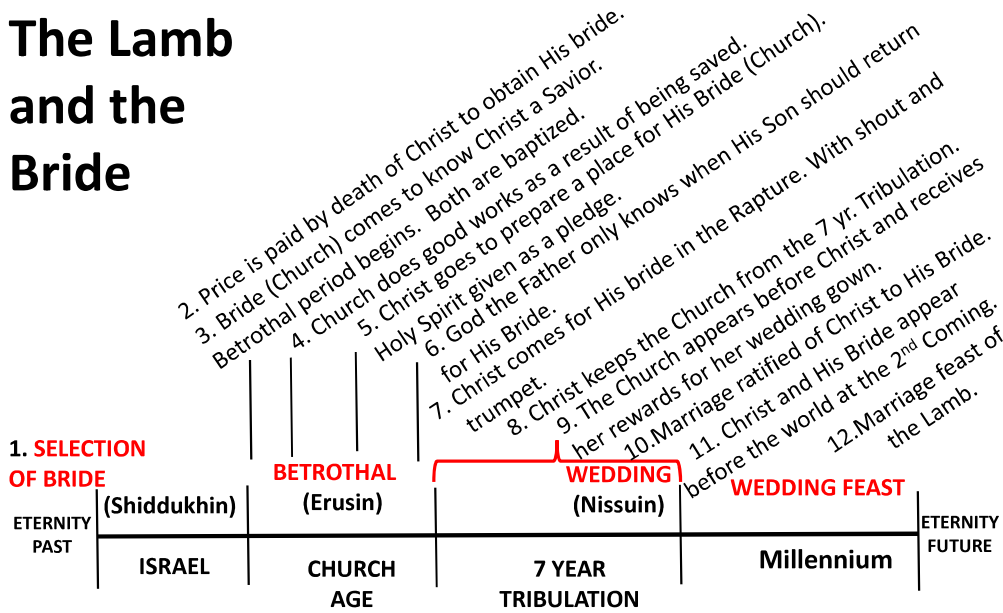 The Lamb
and the
Bride
2. Price is paid by death of Christ to obtain His bride.
3. Bride (Church) comes to know Christ a Savior.
Betrothal period begins. Both are baptized.
4. Church does good works as a result of being saved.
5. Christ goes to prepare a place for His Bride (Church).
Holy Spirit given as a pledge.
6. God the Father only knows when His Son should return
for His Bride.
7. Christ comes for His bride in the Rapture. With shout and
trumpet.
8. Christ keeps the Church from the 7 yr. Tribulation.
9. The Church appears before Christ and receives
her rewards for her wedding gown.
10.Marriage ratified of Christ to His Bride.
11. Christ and His Bride appear
before the world at the 2nd Coming.
12.Marriage feast of
the Lamb.
1. SELECTION
OF BRIDE
BETROTHAL
WEDDING
WEDDING FEAST
(Shiddukhin)
(Erusin)
(Nissuin)
ETERNITY
PAST
ETERNITY
FUTURE
ISRAEL
CHURCH
AGE
7 YEAR
TRIBULATION
Millennium